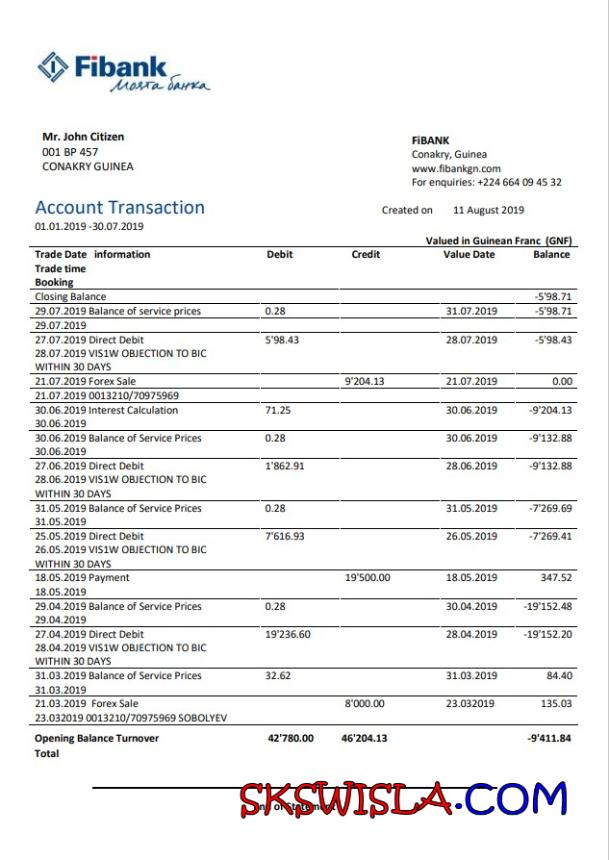 Fibank
Моята банка
Mr. John Citizen
001 BP 457
CONAKRY GUINEA
FiBANK
Conakry, Guinea
www.fibankgn.com
For enquiries: +224 664 09 45 32
Account Transaction
Created on 11 August 2019
01.01.2019 -30.07.2019
Valued in Guinean Franc (GNF)
Trade Date information Debit Credit Value Date Balance
Trade time
Booking
Closing Balance -5'98.71
29.07.2019 Balance of service prices 0.28 31.07.2019 -5'98.71
29.07.2019
27.07.2019 Direct Debit 5'98.43 28.07.2019 -5'98.43
28.07.2019 VIS1W OBJECTION TO BIC
WITHIN 30 DAYS
21.07.2019 Forex Sale 9'204.13 21.07.2019 0.00
21.07.2019 0013210/70975969
30.06.2019 Interest Calculation 71.25 30.06.2019 -9'204.13
30.06.2019
30.06.2019 Balance of Service Prices 0.28 30.06.2019 -9'132.88
30.06.2019
27.06.2019 Direct Debit 1'862.91 28.06.2019 -9'132.88
28.06.2019 VIS1W OBJECTION TO BIC
WITHIN 30 DAYS
31.05.2019 Balance of Service Prices 0.28 31.05.2019 -7'269.69
31.05.2019
25.05.2019 Direct Debit 7'616.93 26.05.2019 -7'269.41
26.05.2019 VIS1W OBJECTION TO BIC
WITHIN 30 DAYS
18.05.2019 Payment 19'500.00 18.05.2019 347.52
18.05.2019
29.04.2019 Balance of Service Prices 0.28 30.04.2019 -19'152.48
29.04.2019
27.04.2019 Direct Debit 19'236.60 28.04.2019 -19'152.20
28.04.2019 VIS1W OBJECTION TO BIC
WITHIN 30 DAYS
31.03.2019 Balance of Service Prices 32.62 31.03.2019 84.40
31.03.2019
21.03.2019 Forex Sale 8'000.00 23.032019 135.03
23.032019 0013210/70975969 SOBOLYEV
Opening Balance Turnover 42'780.00 46'204.13 -9'411.84
Total
SKSWISLA.COM